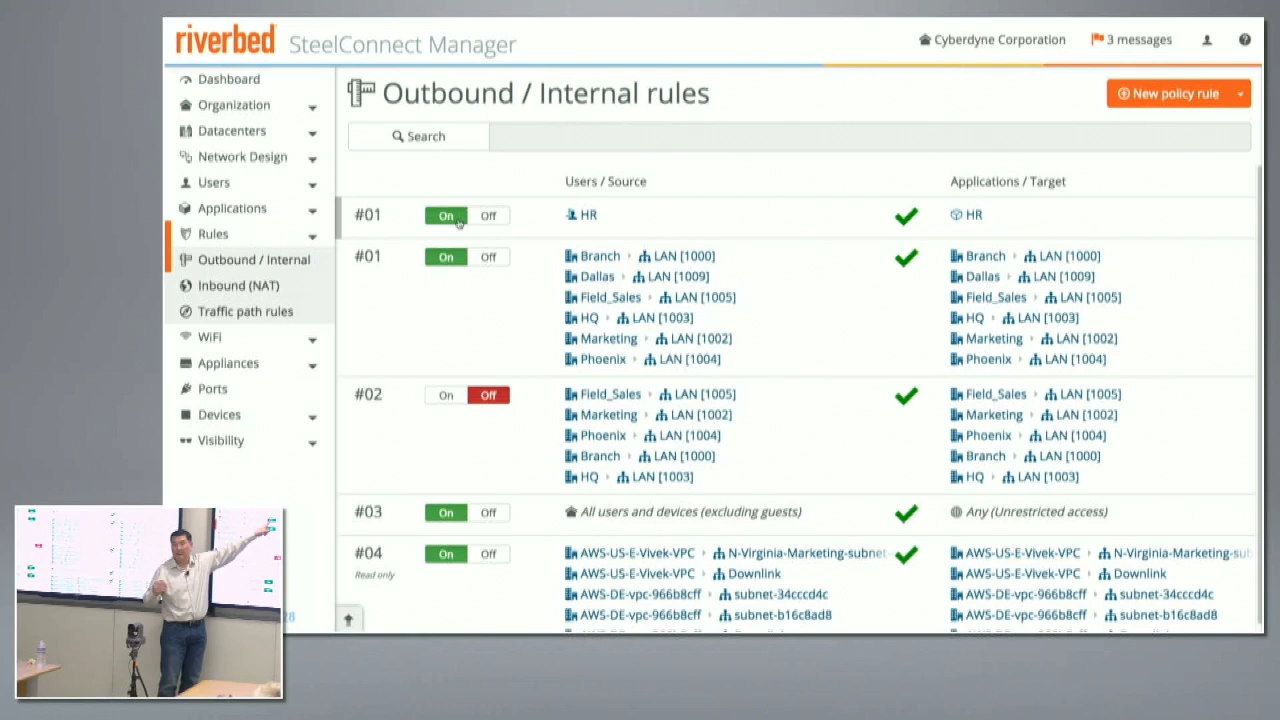 riverbed SteelConnect Manager
Cyberdyne Corporation 3 messages
Dashboard
Organization
Datacenters
Network Design
Users
Applications
Rules
Outbound / Internal
Inbound (NAT)
Traffic path rules
WiFi
Appliances
Ports
Devices
Visibility
Outbound / Internal rules
New policy rule
Search
Users / Source Applications / Target
#01 On Off HR HR
#01 On Off Branch LAN [1000] Branch LAN [1000]
Dallas LAN [1009] Dallas LAN [1009]
Field_Sales LAN [1005] Field_Sales LAN [1005]
HQ LAN [1003] HQ LAN [1003]
Marketing LAN [1002] Marketing LAN [1002]
Phoenix LAN [1004] Phoenix LAN [1004]
#02 On Off Field_Sales LAN [1005] Field_Sales LAN [1005]
Marketing LAN [1002] Marketing LAN [1002]
Phoenix LAN [1004] Phoenix LAN [1004]
Branch LAN [1000] Branch LAN [1000]
HQ LAN [1003] HQ LAN [1003]
#03 On Off All users and devices (excluding guests) Any (Unrestricted access)
#04 On Off AWS-US-E-Vivek-VPC N-Virginia-Marketing-subnet- AWS-US-E-Vivek-VPC N-Virginia-Marketing-sub
Read only AWS-US-E-Vivek-VPC Downlink AWS-US-E-Vivek-VPC Downlink
AWS-DE-vpc-966b8cff subnet-34cccd4c AWS-DE-vpc-966b8cff subnet-34cccd4c
AWS-DE-vpc-966b8cff subnet-b16c8ad8 AWS-DE-vpc-966b8cff subnet-b16c8ad8